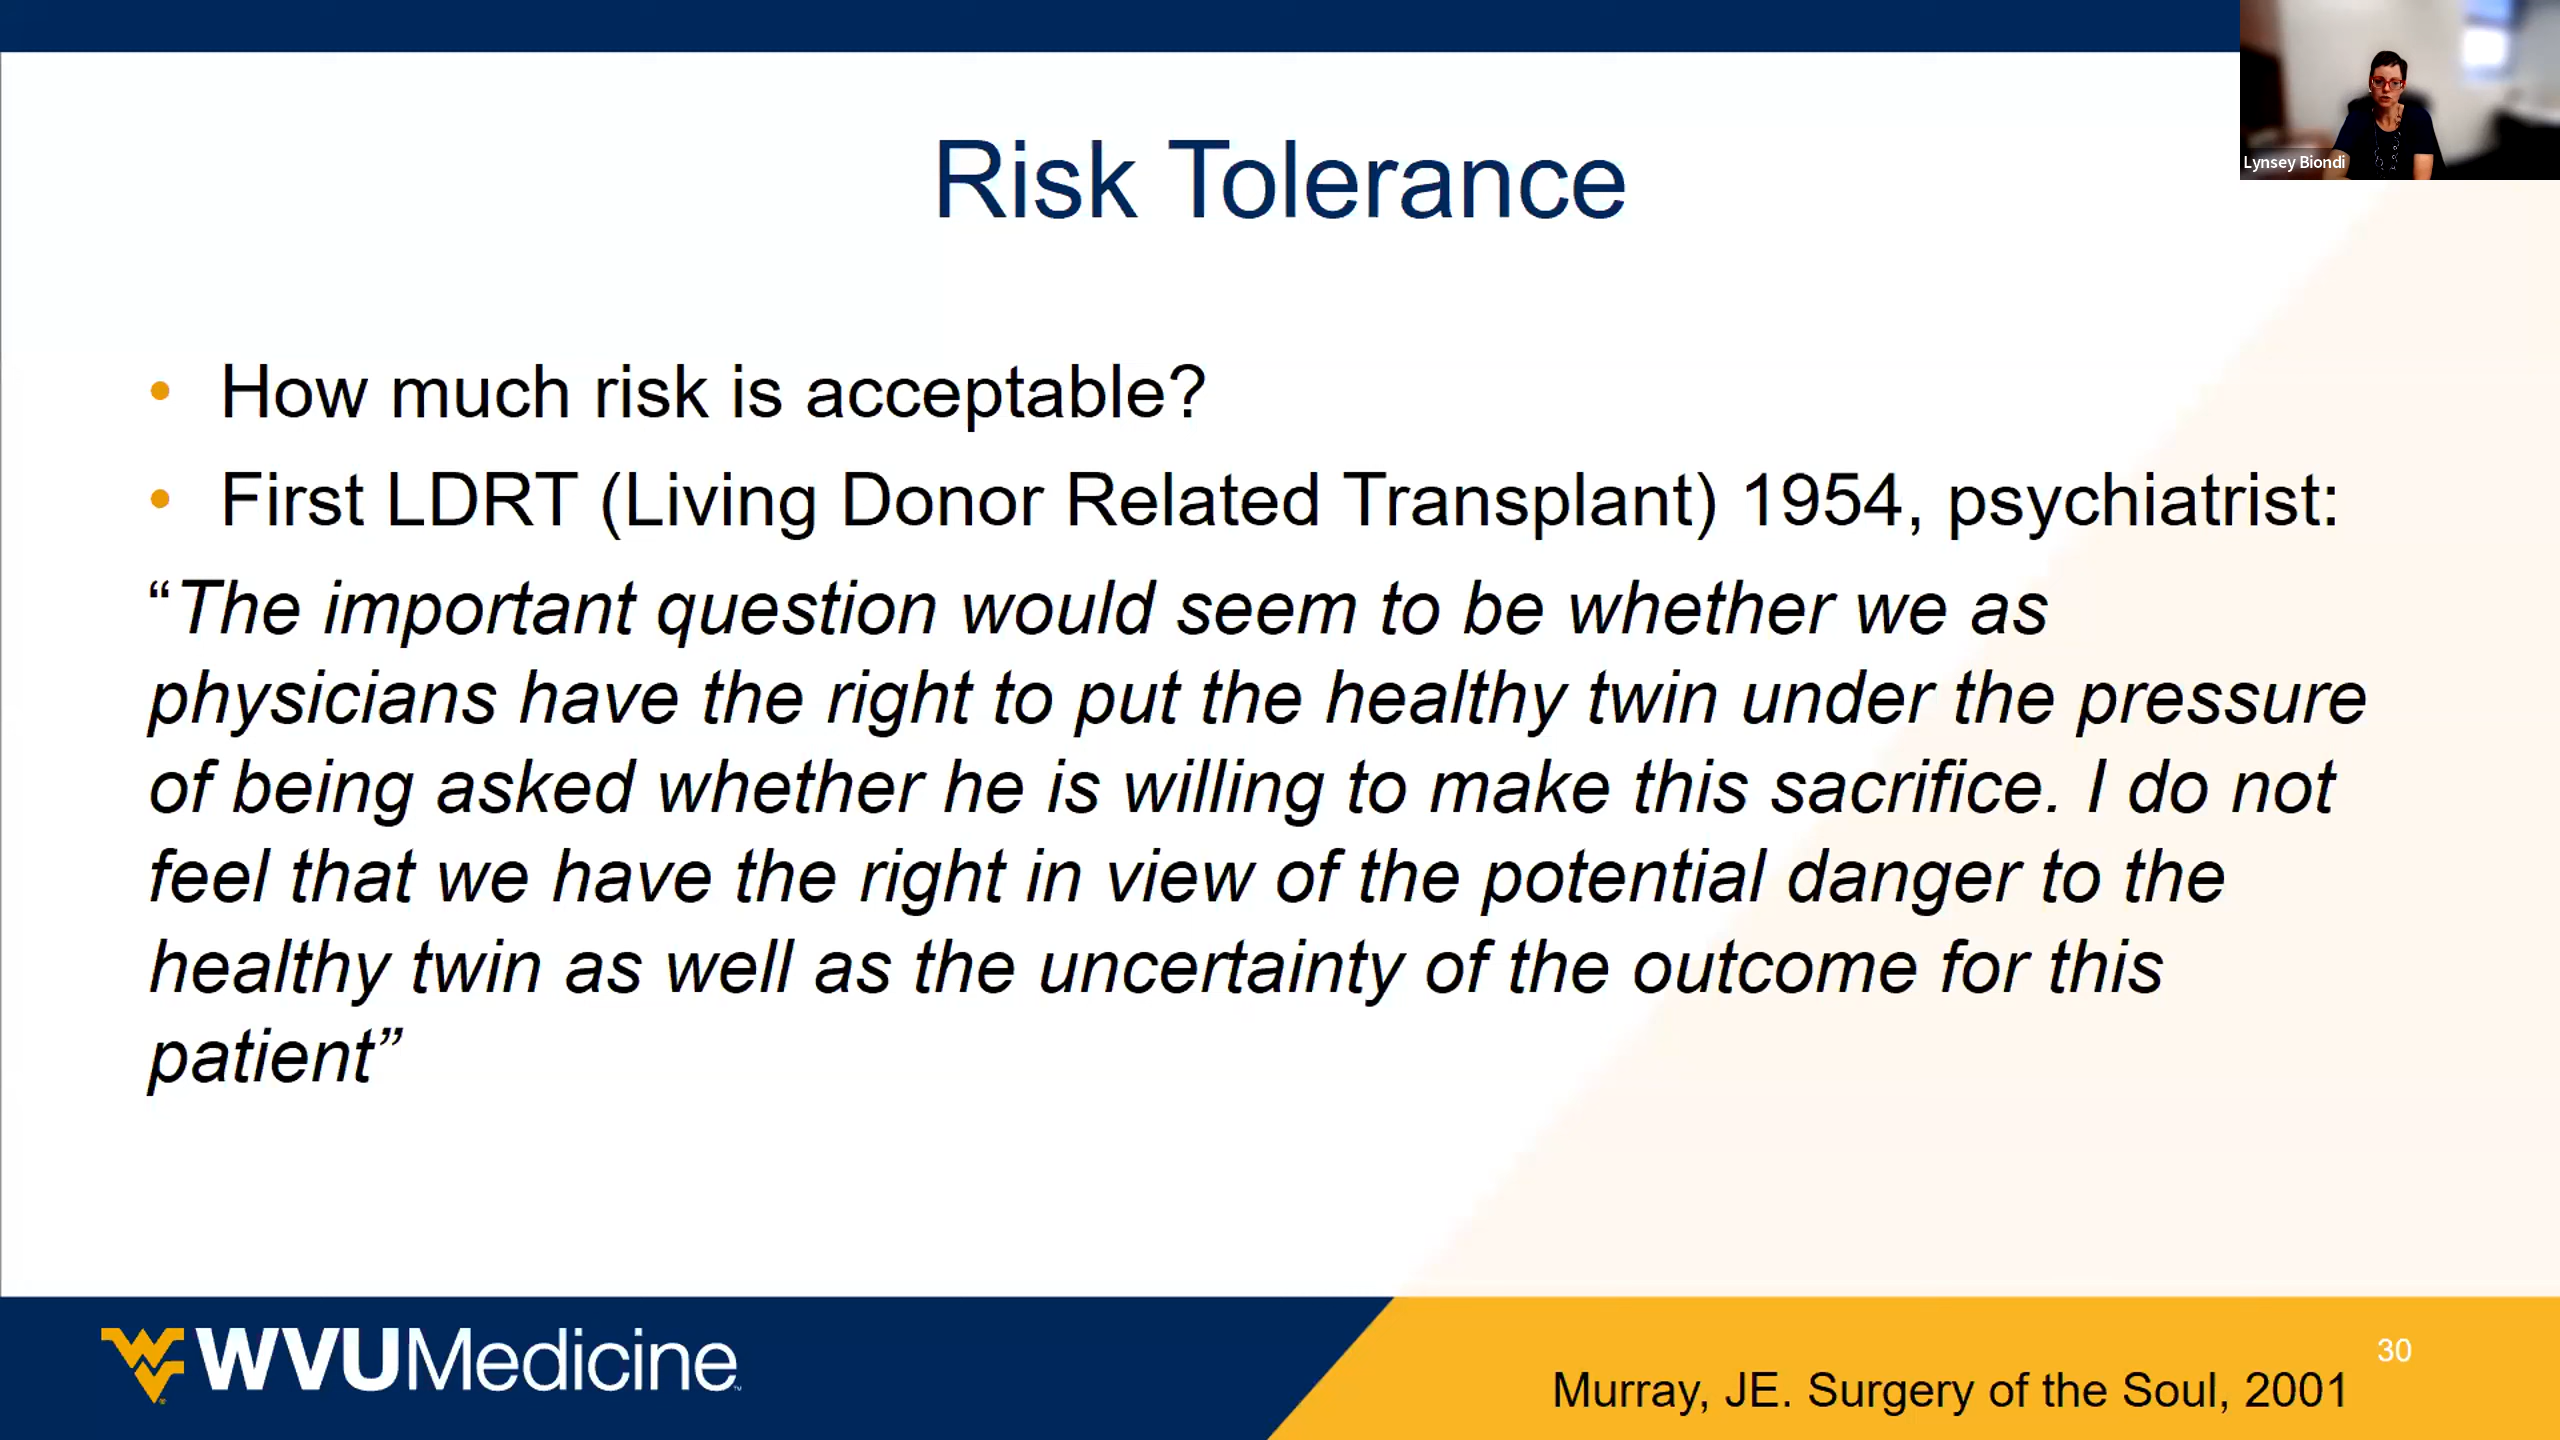 Lynsey Biondi
Risk Tolerance
• How much risk is acceptable?
• First LDRT (Living Donor Related Transplant) 1954, psychiatrist:
“The important question would seem to be whether we as
physicians have the right to put the healthy twin under the pressure
of being asked whether he is willing to make this sacrifice. I do not
feel that we have the right in view of the potential danger to the
healthy twin as well as the uncertainty of the outcome for this
patient”
WVUMedicine™
30
Murray, JE. Surgery of the Soul, 2001